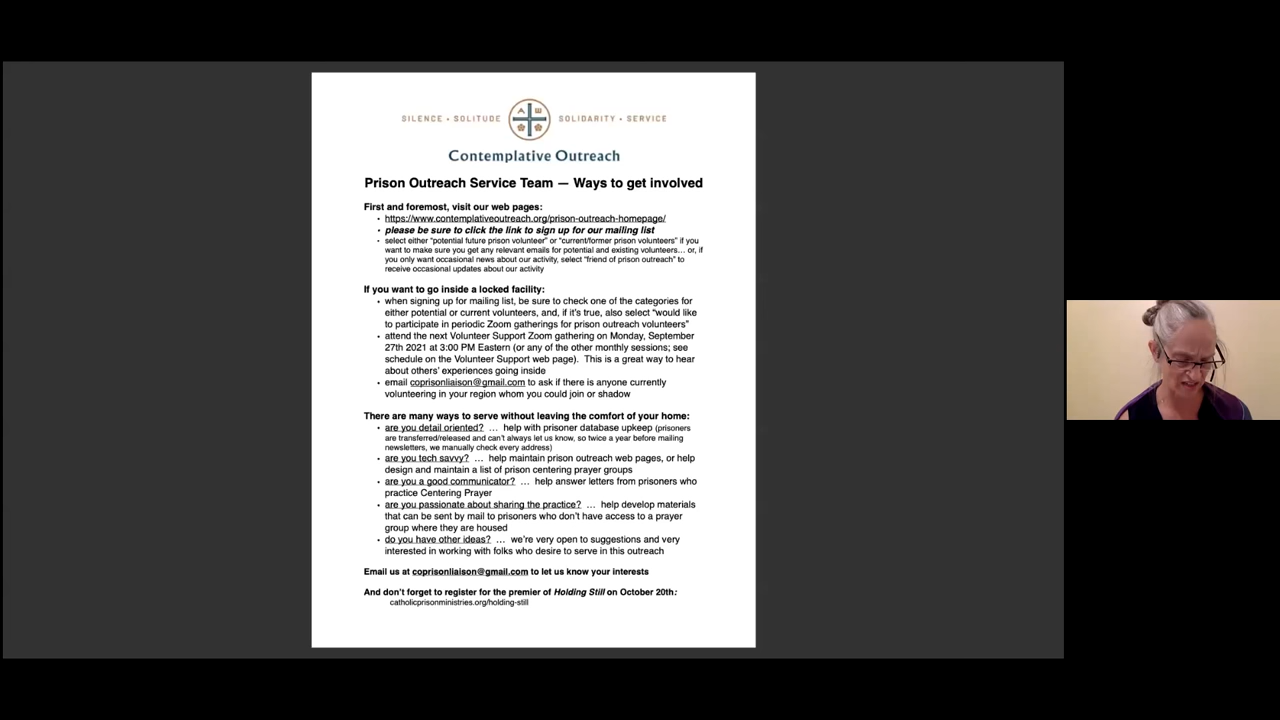 SILENCE • SOLITUDE SOLIDARITY • SERVICE
Contemplative Outreach
Prison Outreach Service Team — Ways to get involved
First and foremost, visit our web pages:
• https://www.contemplativeoutreach.org/prison-outreach-homepage/
• please be sure to click the link to sign up for our mailing list
• select either “potential future prison volunteer” or “current/former prison volunteers” if you
want to make sure you get any relevant emails for potential and existing volunteers… or, if
you only want occasional news about our activity, select “friend of prison outreach” to
receive occasional updates about our activity
If you want to go inside a locked facility:
• when signing up for mailing list, be sure to check one of the categories for
either potential or current volunteers, and, if it’s true, also select “would like
to participate in periodic Zoom gatherings for prison outreach volunteers”
• attend the next Volunteer Support Zoom gathering on Monday, September
27th 2021 at 3:00 PM Eastern (or any of the other monthly sessions; see
schedule on the Volunteer Support web page). This is a great way to hear
about others’ experiences going inside
• email coprisonliaison@gmail.com to ask if there is anyone currently
volunteering in your region whom you could join or shadow
There are many ways to serve without leaving the comfort of your home:
• are you detail oriented? … help with prisoner database upkeep (prisoners
are transferred/released and can’t always let us know, so twice a year before mailing
newsletters, we manually check every address)
• are you tech savvy? … help maintain prison outreach web pages, or help
design and maintain a list of prison centering prayer groups
• are you a good communicator? … help answer letters from prisoners who
practice Centering Prayer
• are you passionate about sharing the practice? … help develop materials
that can be sent by mail to prisoners who don’t have access to a prayer
group where they are housed
• do you have other ideas? … we’re very open to suggestions and very
interested in working with folks who desire to serve in this outreach
Email us at coprisonliaison@gmail.com to let us know your interests
And don’t forget to register for the premier of Holding Still on October 20th:
catholicprisonministries.org/holding-still